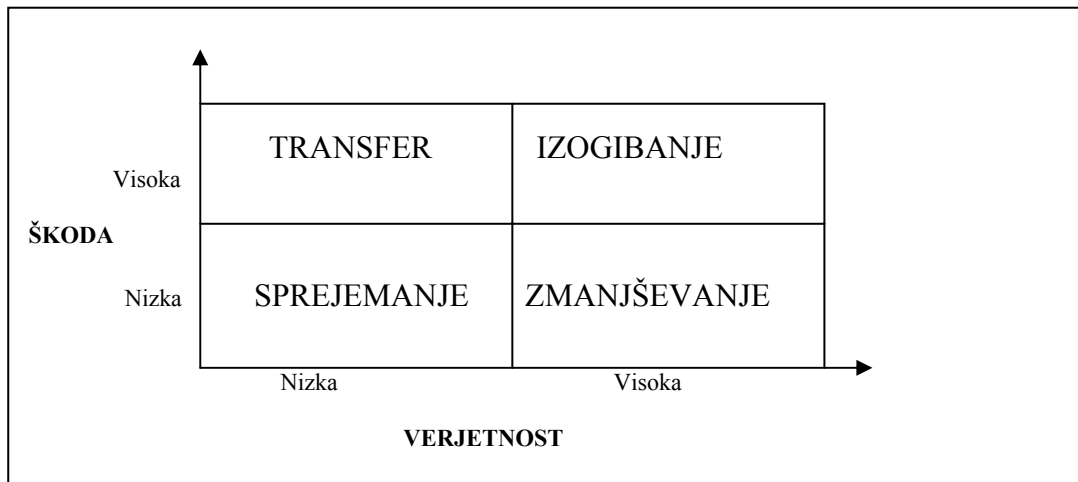 TRANSFER IZOGIBANJE
Visoka
ŠKODA
Nizka SPREJEMANJE ZMANJŠEVANJE
Nizka Visoka
VERJETNOST